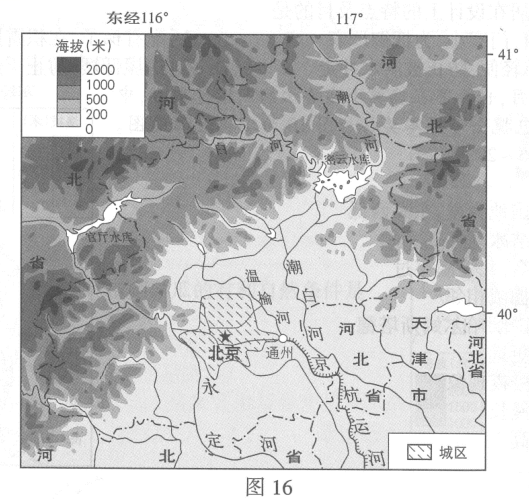 东经116°
117°
41°
40°
海拔(米)
2000
1000
500
200
0
河
北
省
河
北
省
潮
河
白
河
密云水库
官厅水库
温
榆
河
潮
白
河
北京
通州
河
北
省
天
津
市
河
北
省
京
杭
运
河
永
定
河
河
北
省
城区
图 16